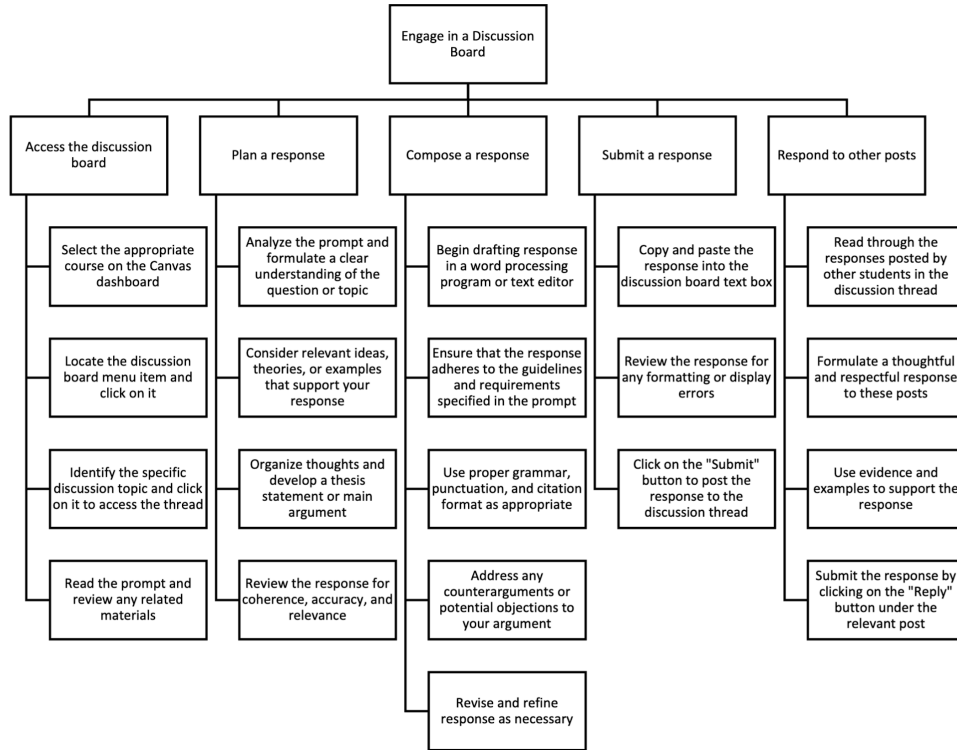 Engage in a Discussion
Board
Access the discussion
board
Plan a response
Compose a response
Submit a response
Respond to other posts
Select the appropriate
course on the Canvas
dashboard
Locate the discussion
board menu item and
click on it
Identify the specific
discussion topic and click
on it to access the thread
Read the prompt and
review any related
materials
Analyze the prompt and
formulate a clear
understanding of the
question or topic
Consider relevant ideas,
theories, or examples
that support your
response
Organize thoughts and
develop a thesis
statement or main
argument
Review the response for
coherence, accuracy, and
relevance
Begin drafting response
in a word processing
program or text editor
Ensure that the response
adheres to the guidelines
and requirements
specified in the prompt
Use proper grammar,
punctuation, and citation
format as appropriate
Address any
counterarguments or
potential objections to
your argument
Revise and refine
response as necessary
Copy and paste the
response into the
discussion board text box
Review the response for
any formatting or display
errors
Click on the "Submit"
button to post the
response to the
discussion thread
Read through the
responses posted by
other students in the
discussion thread
Formulate a thoughtful
and respectful response
to these posts
Use evidence and
examples to support the
response
Submit the response by
clicking on the "Reply"
button under the
relevant post